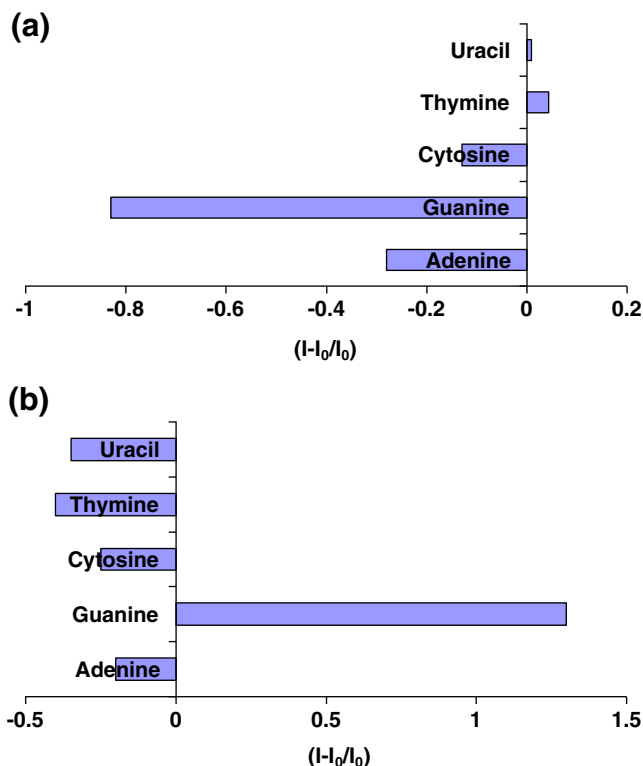 (a)
Uracil
Thymine
Cytosine
Guanine
Adenine
-1 -0.8 -0.6 -0.4 -0.2 0 0.2
(I-I₀/I₀)
(b)
Uracil
Thymine
Cytosine
Guanine
Adenine
-0.5 0 0.5 1 1.5
(I-I₀/I₀)